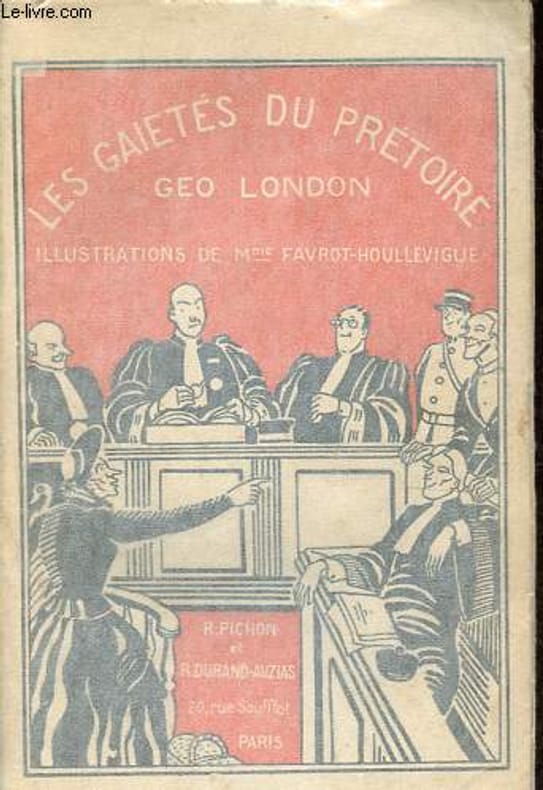 Le-livre.com
LES GAIETÉS DU PRÉTOIRE
GEO LONDON
ILLUSTRATIONS DE Mme FAVROT-HOULLEVIGUE
R. PICHON
et
R. DURAND-AUZIAS
20, rue Soufflot
PARIS